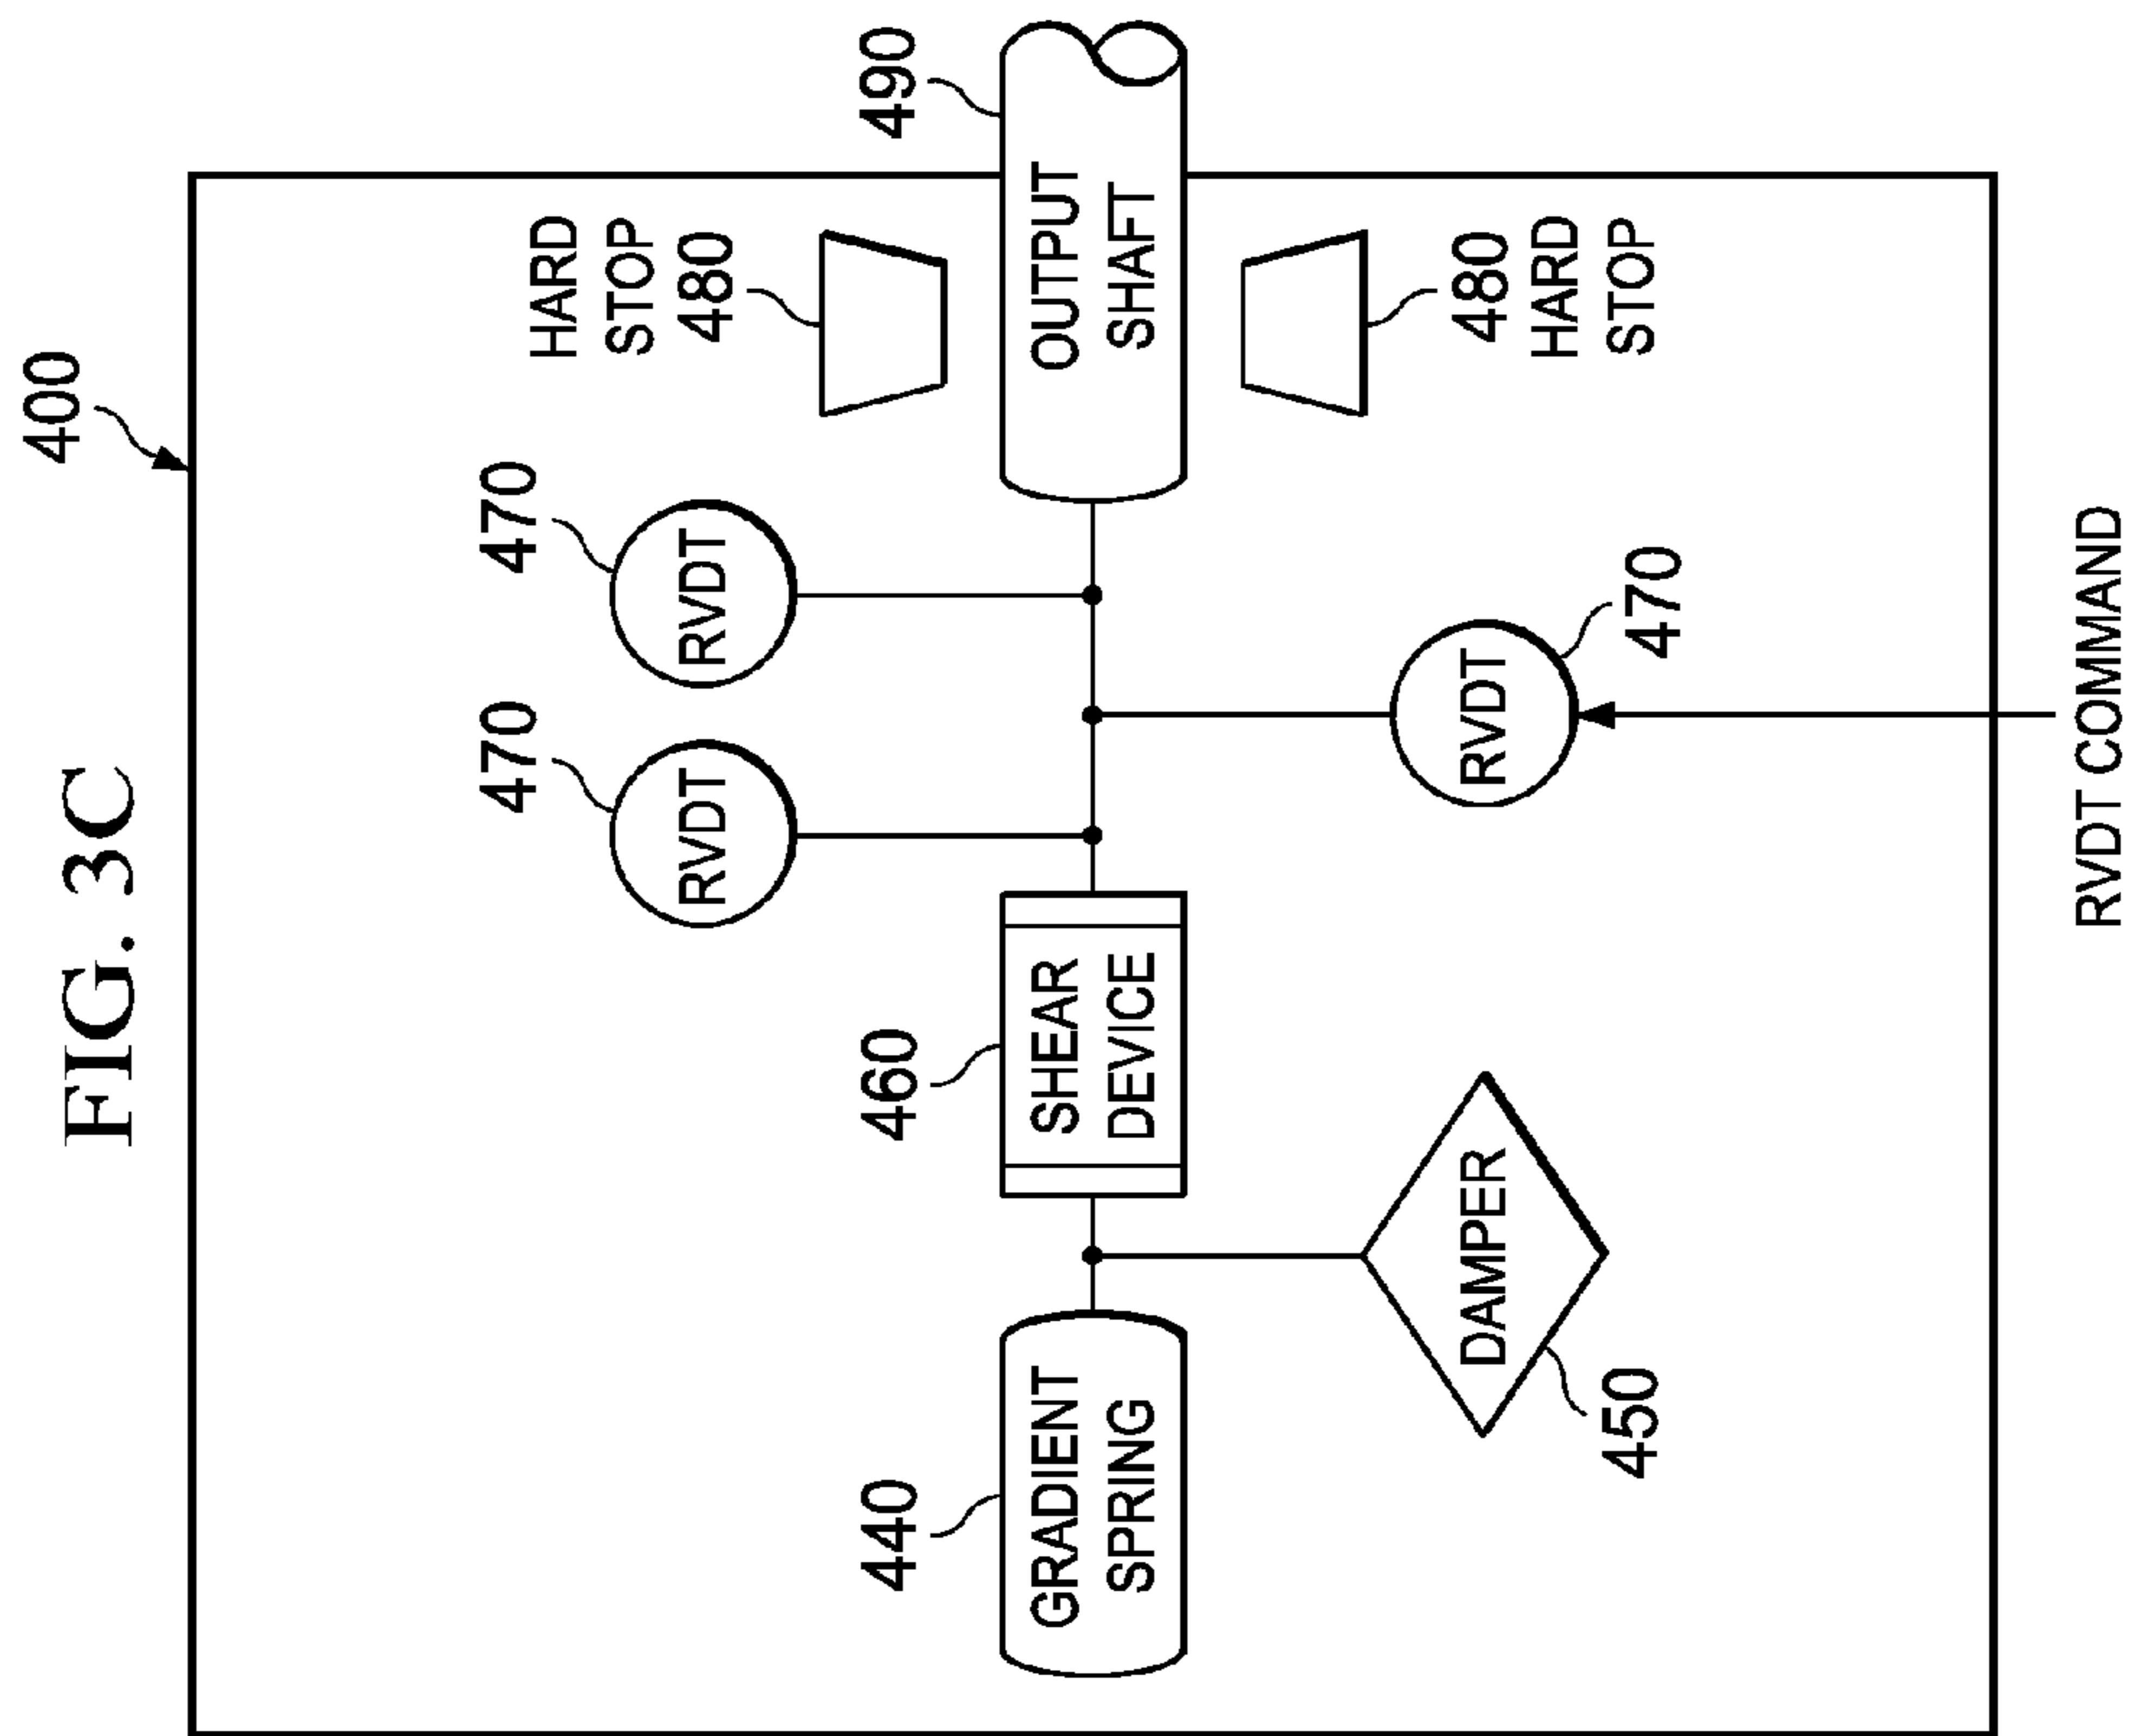 FIG. 3C
400
470
RVDT
470
RVDT
HARD
STOP
480
440
GRADIENT
SPRING
460
SHEAR
DEVICE
490
OUTPUT
SHAFT
DAMPER
450
RVDT
470
480
HARD
STOP
RVDT COMMAND